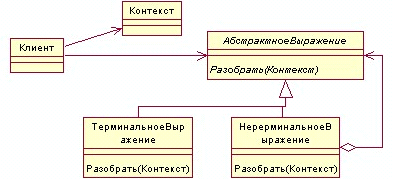 Контекст
Клиент
АбстрактноеВыражение
Разобрать(Контекст)
ТерминальноеВыр
ажение
Разобрать(Контекст)
НерерминальноеВ
ыражение
Разобрать(Контекст)